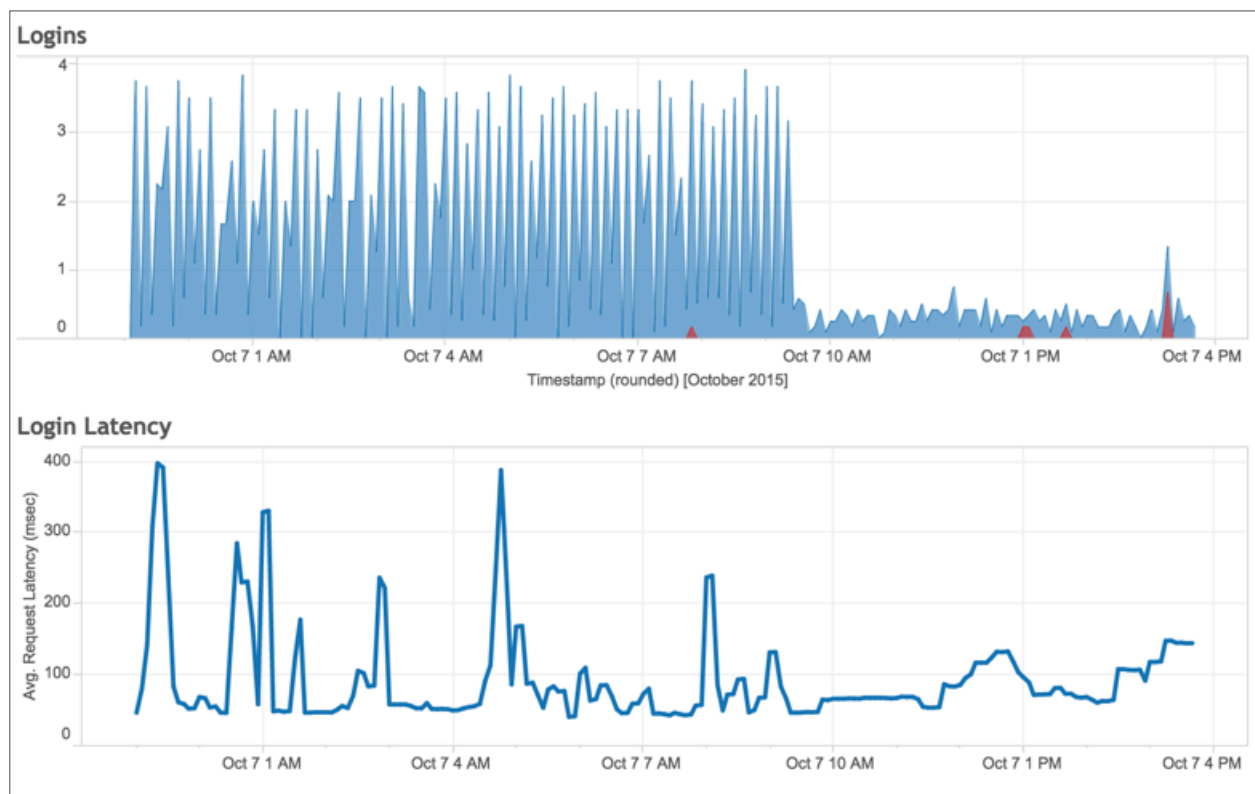 Logins
4
3
2
1
0
Oct 7 1 AM
Oct 7 4 AM
Oct 7 7 AM
Oct 7 10 AM
Oct 7 1 PM
Oct 7 4 PM
Timestamp (rounded) [October 2015]
Login Latency
Avg. Request Latency (msec)
400
300
200
100
0
Oct 7 1 AM
Oct 7 4 AM
Oct 7 7 AM
Oct 7 10 AM
Oct 7 1 PM
Oct 7 4 PM